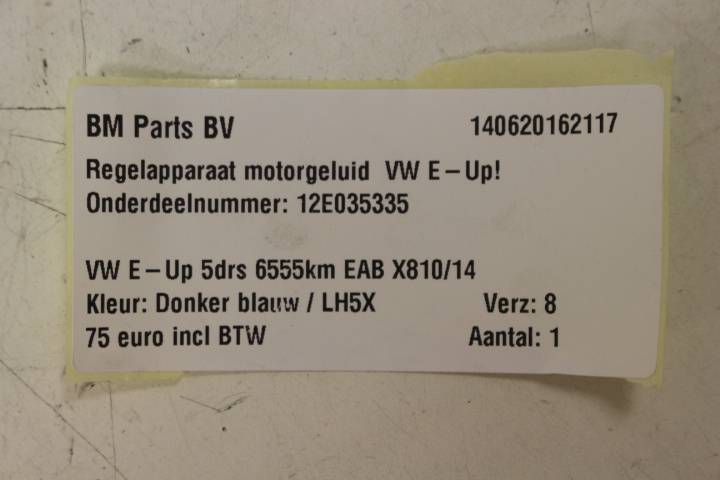 BM Parts BV 140620162117
Regelapparaat motorgeluid VW E-Up!
Onderdeelnummer: 12E035335
VW E-Up 5drs 6555km EAB X810/14
Kleur: Donker blauw / LH5X Verz: 8
75 euro incl BTW Aantal: 1